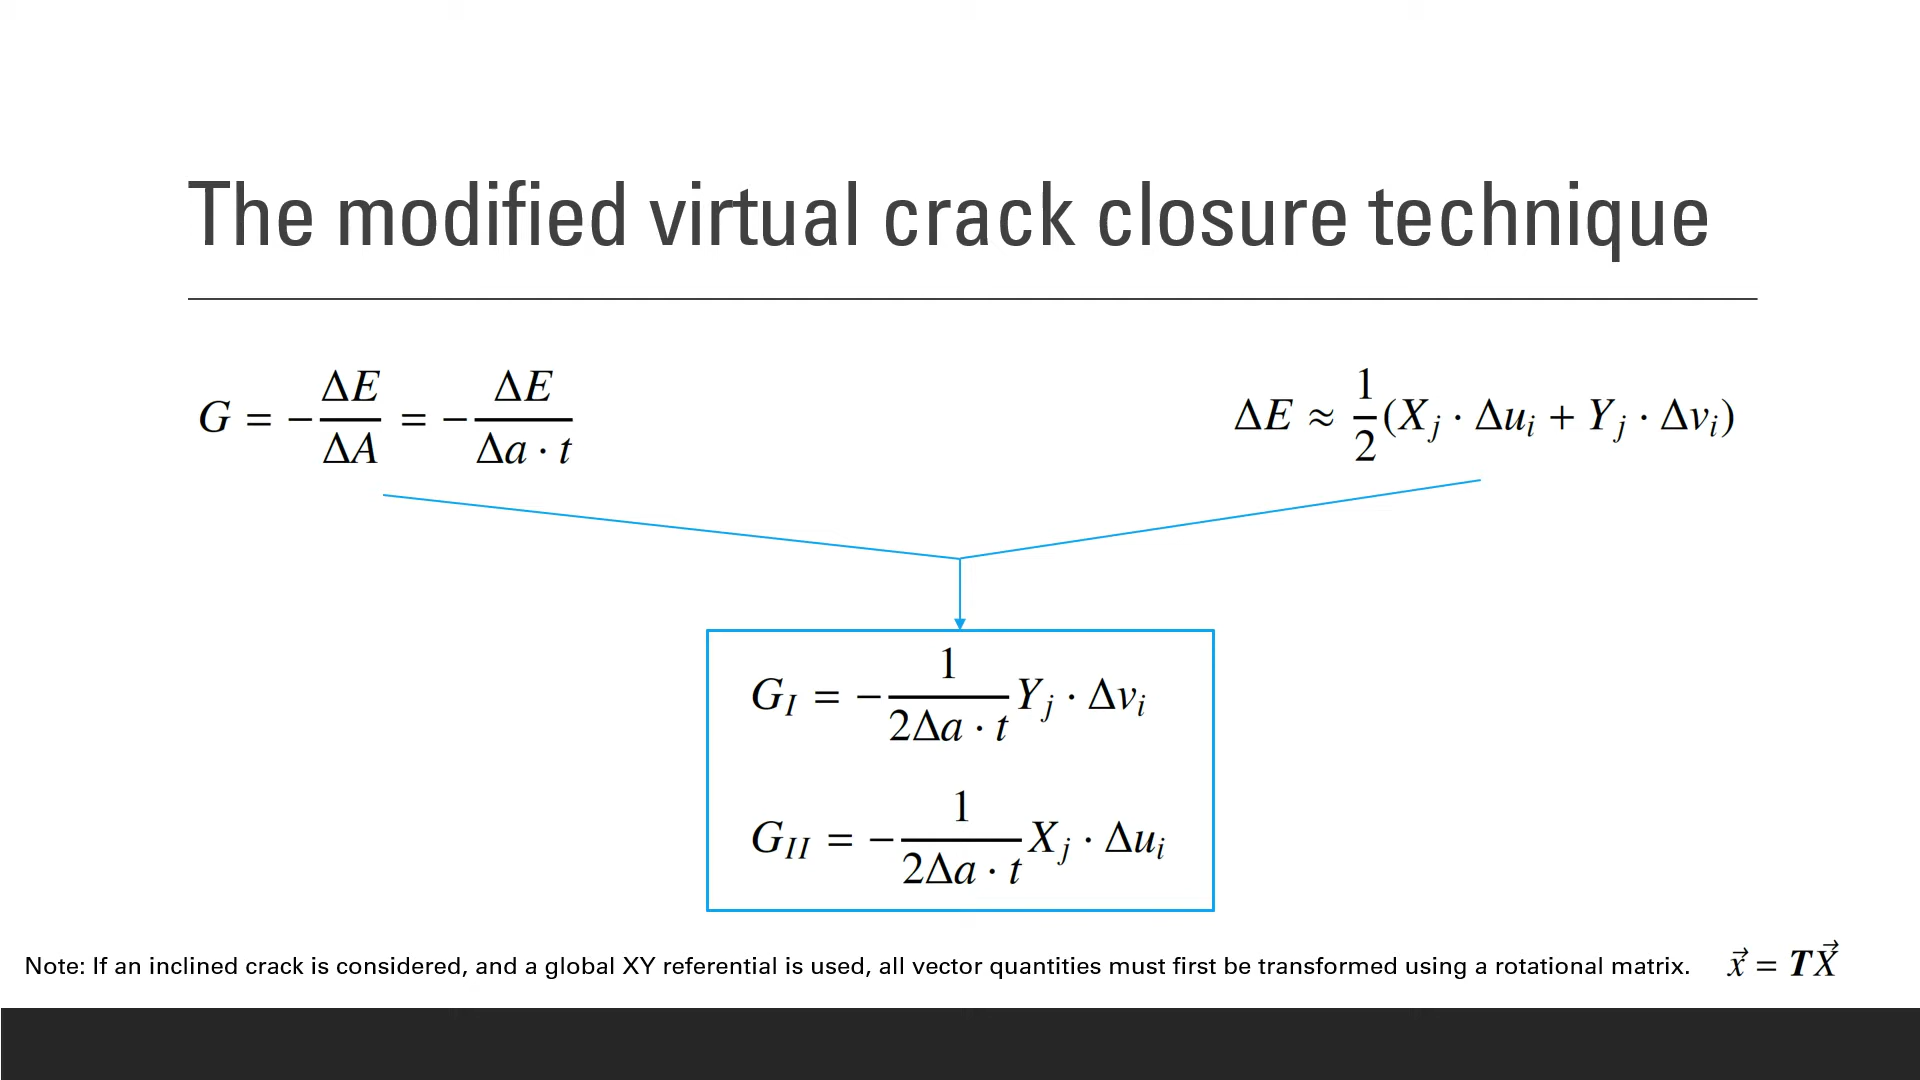 The modified virtual crack closure technique
G = −ΔE/ΔA = −ΔE/(Δa · t)
ΔE ≈ 1/2(X_j · Δu_i + Y_j · Δv_i)
G_I = −1/(2Δa · t) Y_j · Δv_i
G_II = −1/(2Δa · t) X_j · Δu_i
Note: If an inclined crack is considered, and a global XY referential is used, all vector quantities must first be transformed using a rotational matrix. x⃗ = TX⃗